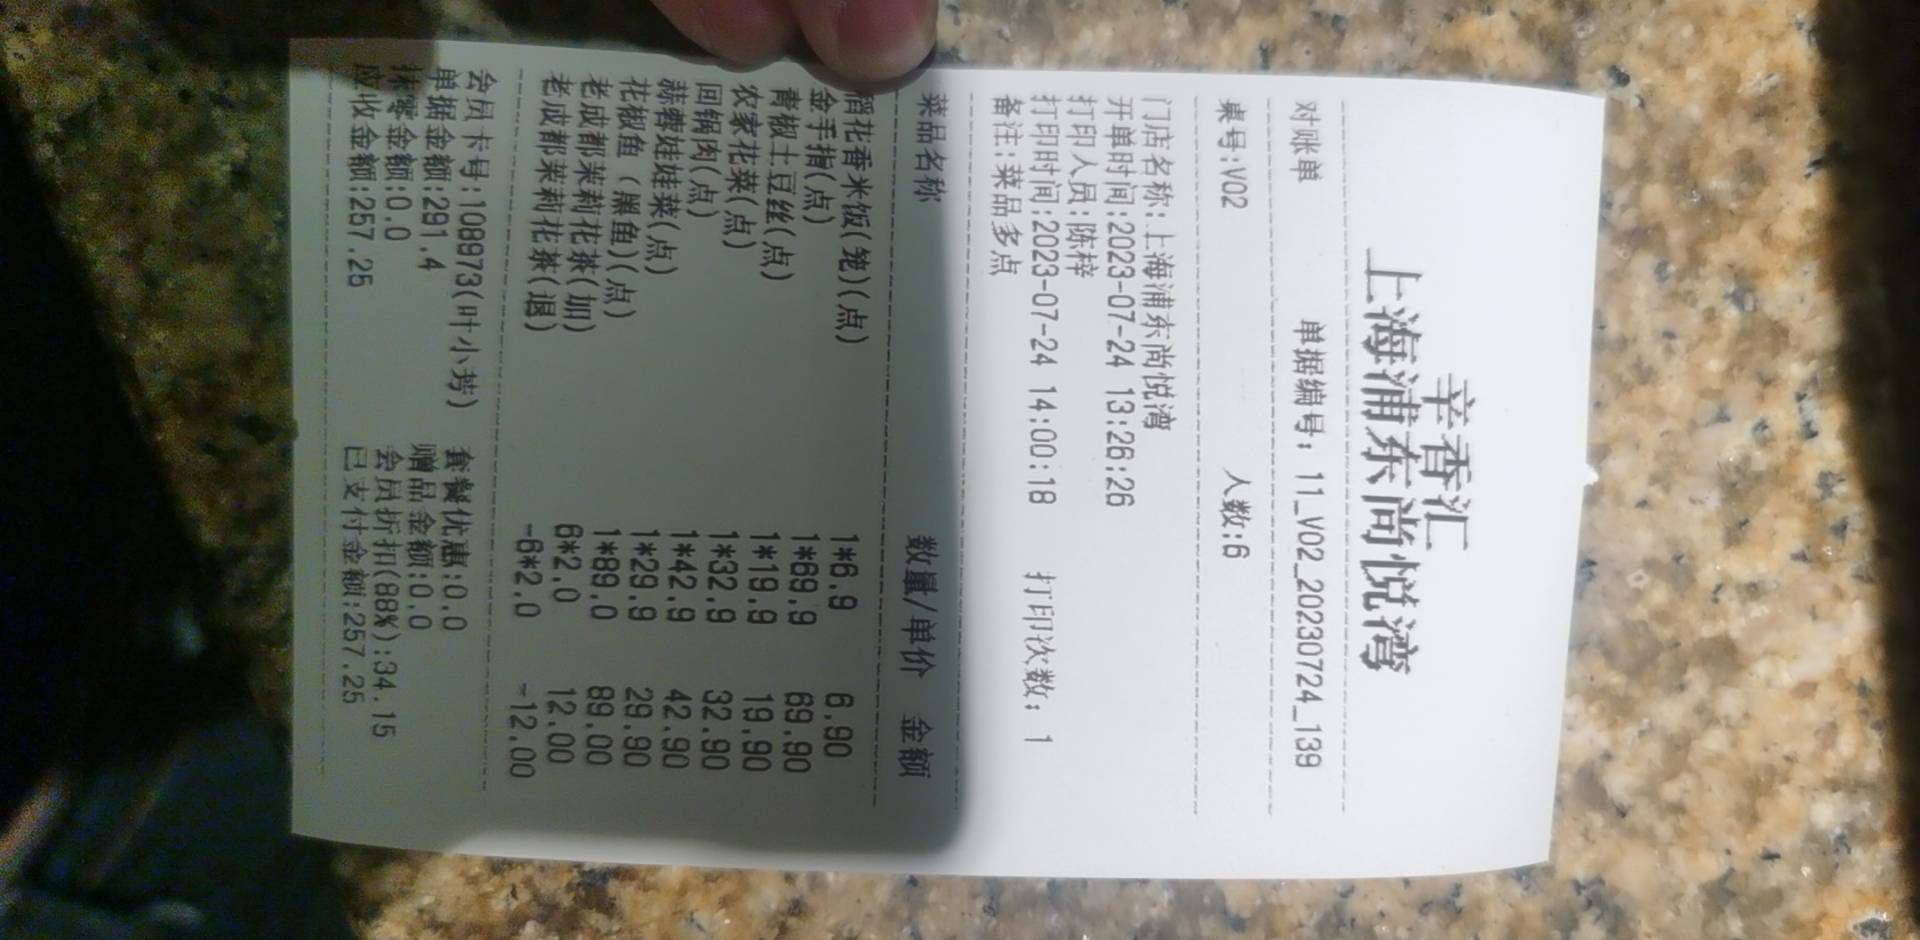 辛香汇
上海浦东尚悦湾
对账单 单据编号: 11_V02_20230724_139
桌号:V02 人数:6
门店名称:上海浦东尚悦湾
开单时间:2023-07-24 13:26:26
打印人员:陈梓
打印时间:2023-07-24 14:00:18 打印次数: 1
备注:菜品多点
菜品名称 数量/单价 金额
稻花香米饭(笼)(点) 1*6.9 6.90
金手指(点) 1*69.9 69.90
青椒土豆丝(点) 1*19.9 19.90
农家花菜(点) 1*32.9 32.90
回锅肉(点) 1*42.9 42.90
蒜蓉娃娃菜(点) 1*29.9 29.90
花椒鱼 (黑鱼)(点) 1*89.0 89.00
老成都茉莉花茶(加) 6*2.0 12.00
老成都茉莉花茶(退) -6*2.0 -12.00
会员卡号:108973(叶小芳) 套餐优惠:0.0
单据金额:291.4 赠品金额:0.0
抹零金额:0.0 会员折扣(88%):34.15
应收金额:257.25 已支付金额:257.25